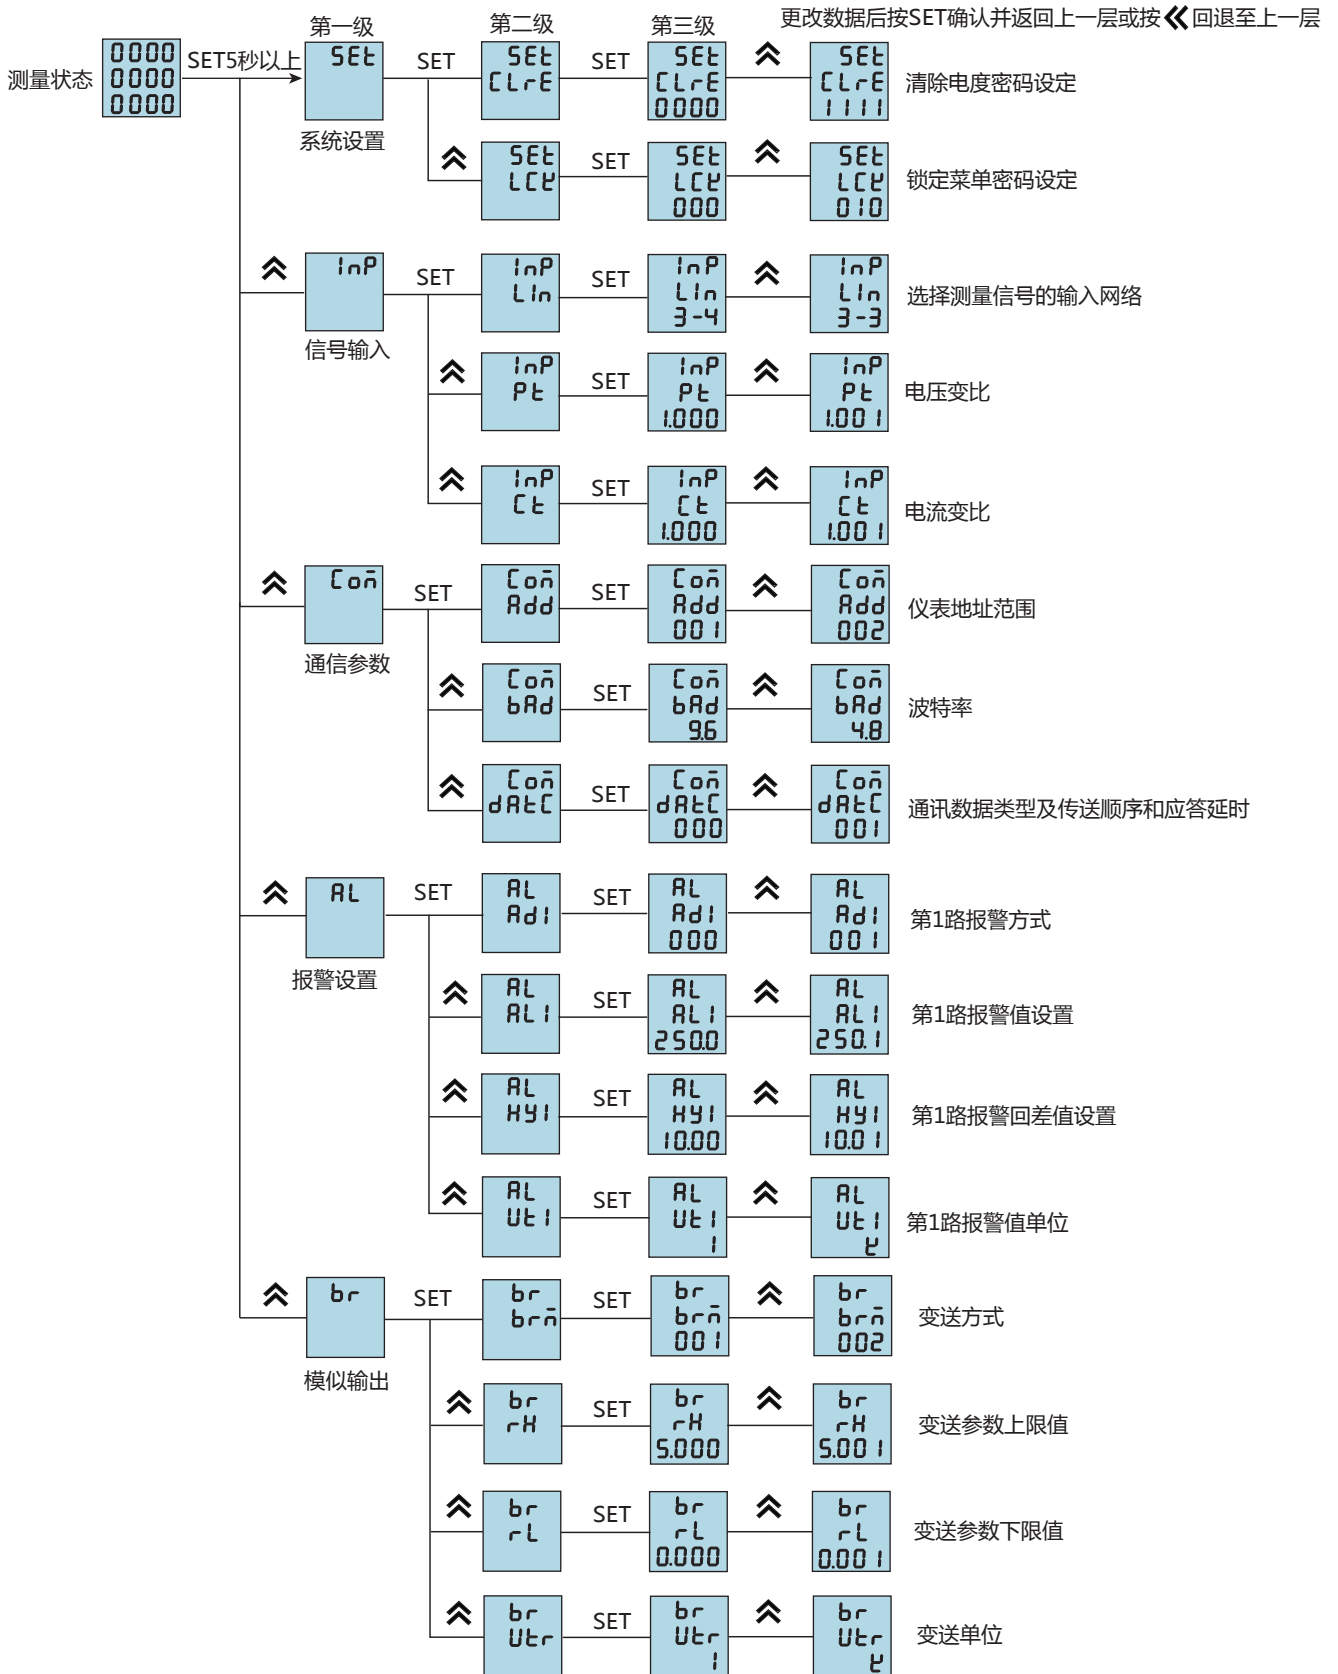 更改数据后按SET确认并返回上一层或按回退至上一层
第一级 第二级 第三级
测量状态
0000
0000
0000
SET5秒以上
SEt
系统设置
SET
SEt
CLrE
SET
SEt
CLrE
0000
SEt
CLrE
1111
清除电度密码设定
SEt
LCK
SET
SEt
LCK
000
SEt
LCK
010
锁定菜单密码设定
InP
信号输入
SET
InP
LIn
SET
InP
LIn
3-4
InP
LIn
3-3
选择测量信号的输入网络
InP
Pt
SET
InP
Pt
1.000
InP
Pt
1.001
电压变比
InP
Ct
SET
InP
Ct
1.000
InP
Ct
1.001
电流变比
Con̄
通信参数
SET
Con̄
Add
SET
Con̄
Add
001
Con̄
Add
002
仪表地址范围
Con̄
bAd
SET
Con̄
bAd
9.6
Con̄
bAd
4.8
波特率
Con̄
dAtC
SET
Con̄
dAtC
000
Con̄
dAtC
001
通讯数据类型及传送顺序和应答延时
AL
报警设置
SET
AL
Ad1
SET
AL
Ad1
000
AL
Ad1
001
第1路报警方式
AL
AL1
SET
AL
AL1
250.0
AL
AL1
250.1
第1路报警值设置
AL
HY1
SET
AL
HY1
10.00
AL
HY1
10.01
第1路报警回差值设置
AL
Ut1
SET
AL
Ut1
1
AL
Ut1
K
第1路报警值单位
br
模似输出
SET
br
brn̄
SET
br
brn̄
001
br
brn̄
002
变送方式
br
rH
SET
br
rH
5.000
br
rH
5.001
变送参数上限值
br
rL
SET
br
rL
0.000
br
rL
0.001
变送参数下限值
br
Utr
SET
br
Utr
1
br
Utr
K
变送单位